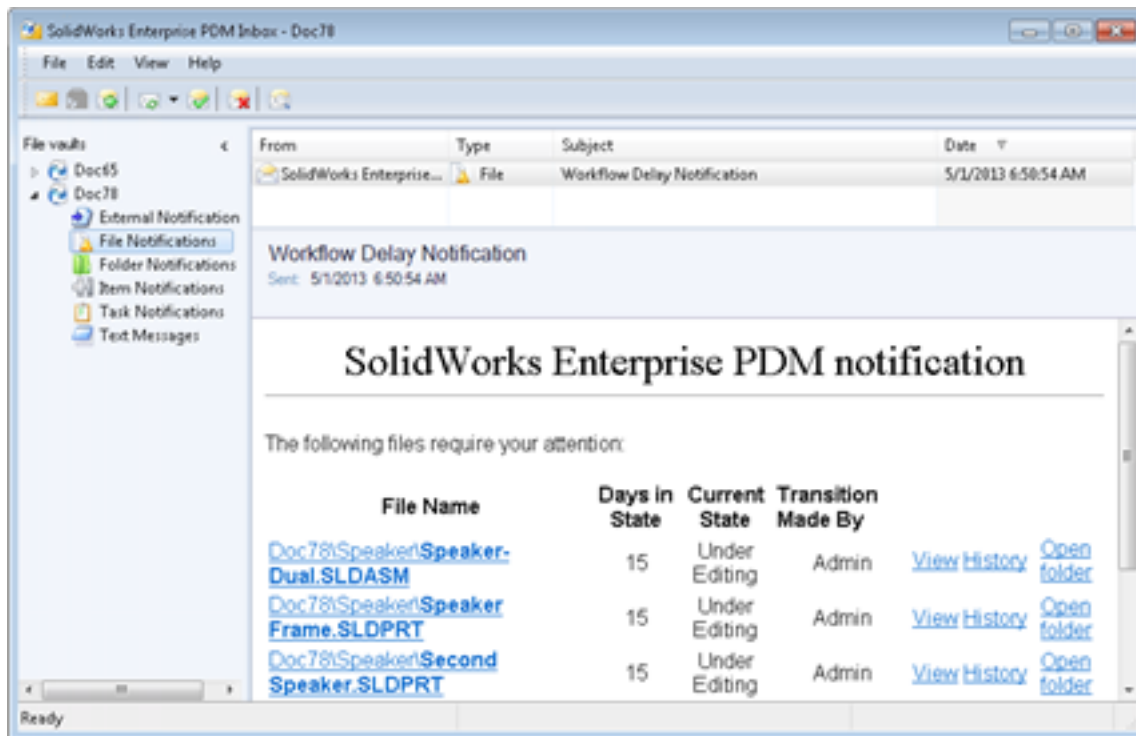 SolidWorks Enterprise PDM Inbox - Doc78
File Edit View Help
File vaults
Doc65
Doc78
External Notification
File Notifications
Folder Notifications
Item Notifications
Task Notifications
Text Messages
From Type Subject Date
SolidWorks Enterprise... File Workflow Delay Notification 5/1/2013 6:50:54 AM
Workflow Delay Notification
Sent: 5/1/2013 6:50:54 AM
SolidWorks Enterprise PDM notification
The following files require your attention:
File Name Days in State Current State Transition Made By
Doc78\Speaker\Speaker-Dual.SLDASM 15 Under Editing Admin View History Open folder
Doc78\Speaker\Speaker Frame.SLDPRT 15 Under Editing Admin View History Open folder
Doc78\Speaker\Second Speaker.SLDPRT 15 Under Editing Admin View History Open folder
Ready